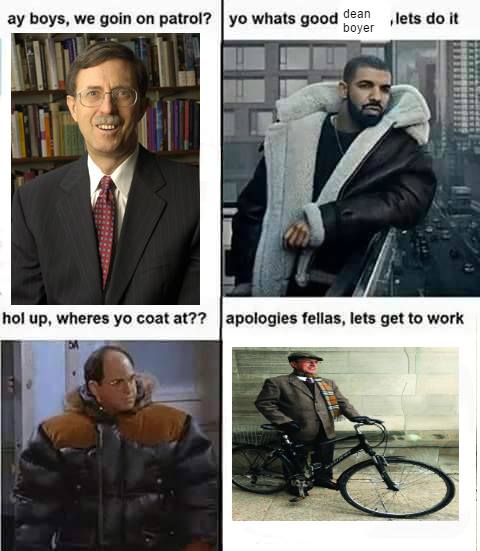 ay boys, we goin on patrol?
yo whats good dean boyer ,lets do it
hol up, wheres yo coat at??
apologies fellas, lets get to work